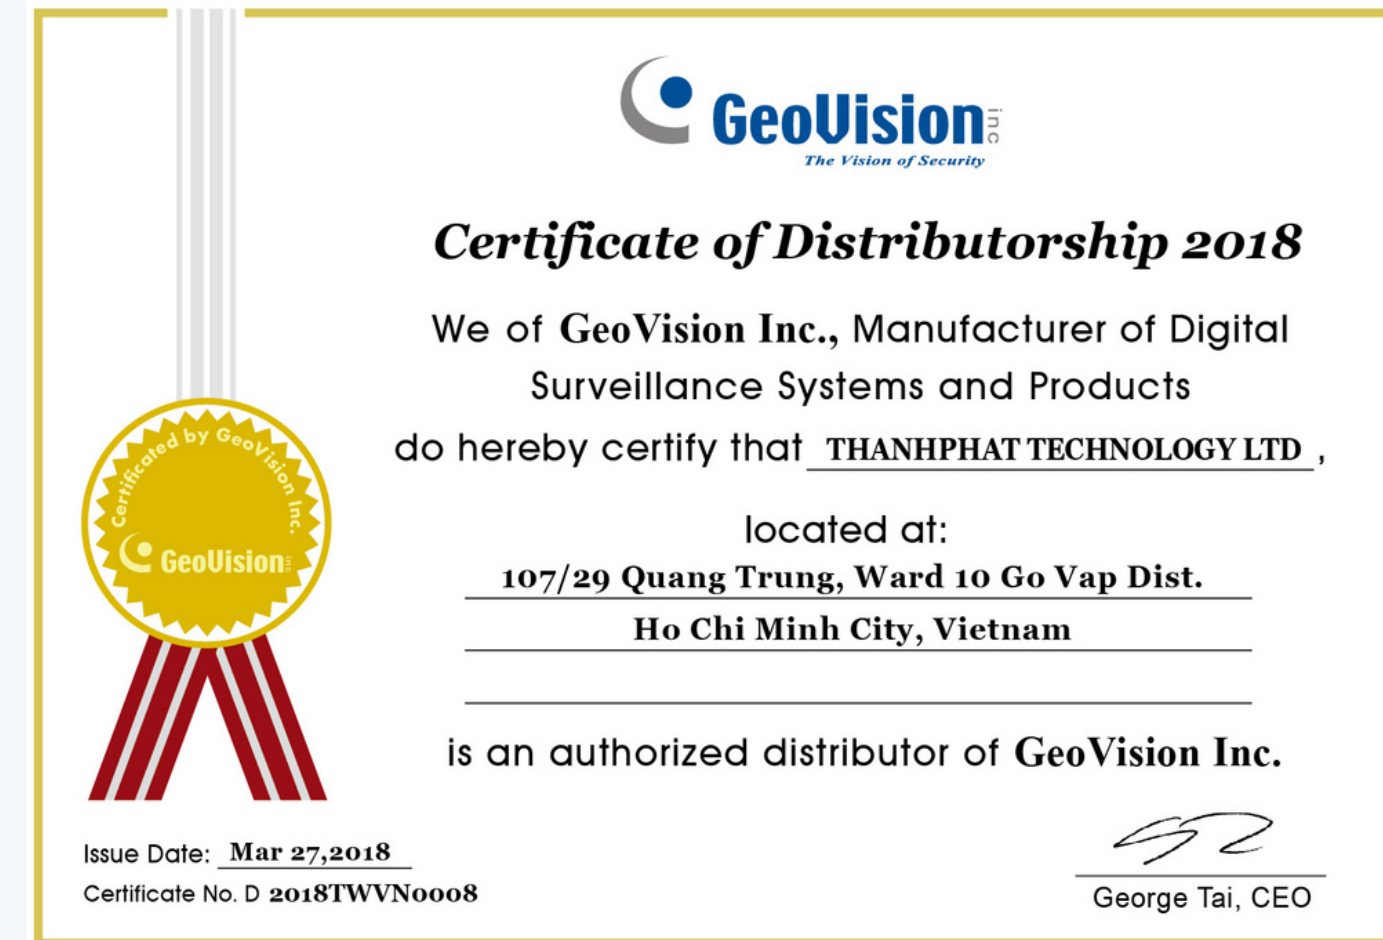 GeoVision inc
The Vision of Security
Certificate of Distributorship 2018
We of GeoVision Inc., Manufacturer of Digital
Surveillance Systems and Products
do hereby certify that THANHPHAT TECHNOLOGY LTD ,
located at:
107/29 Quang Trung, Ward 10 Go Vap Dist.
Ho Chi Minh City, Vietnam
is an authorized distributor of GeoVision Inc.
Certificated by GeoVision Inc.
GeoVision inc
Issue Date: Mar 27,2018
Certificate No. D 2018TWVN0008
George Tai, CEO